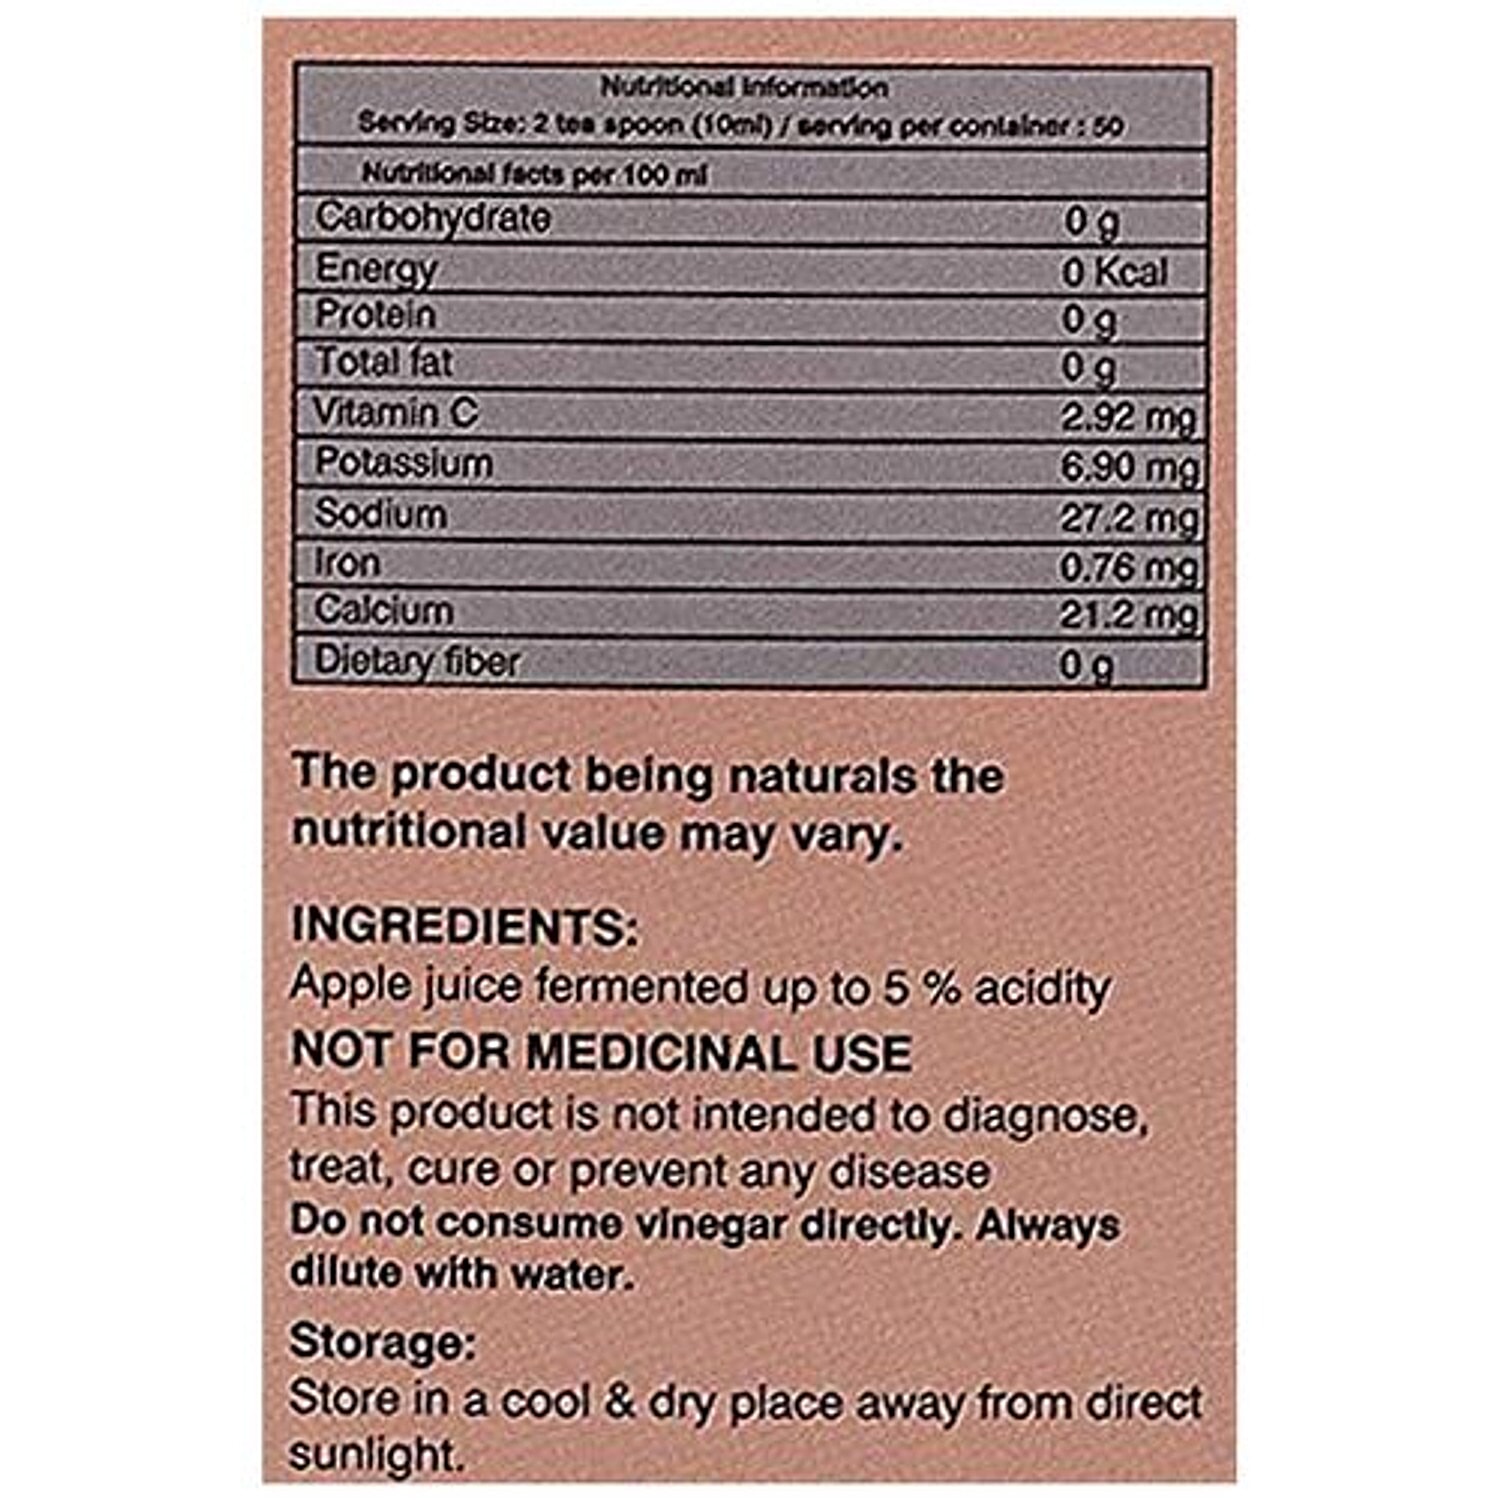 Nutritional Information
Serving Size: 2 tea spoon (10ml) / serving per container : 50
Nutritional facts per 100 ml
Carbohydrate 0 g
Energy 0 Kcal
Protein 0 g
Total fat 0 g
Vitamin C 2.92 mg
Potassium 6.90 mg
Sodium 27.2 mg
Iron 0.76 mg
Calcium 21.2 mg
Dietary fiber 0 g
The product being naturals the
nutritional value may vary.
INGREDIENTS:
Apple juice fermented up to 5 % acidity
NOT FOR MEDICINAL USE
This product is not intended to diagnose,
treat, cure or prevent any disease
Do not consume vinegar directly. Always
dilute with water.
Storage:
Store in a cool & dry place away from direct
sunlight.